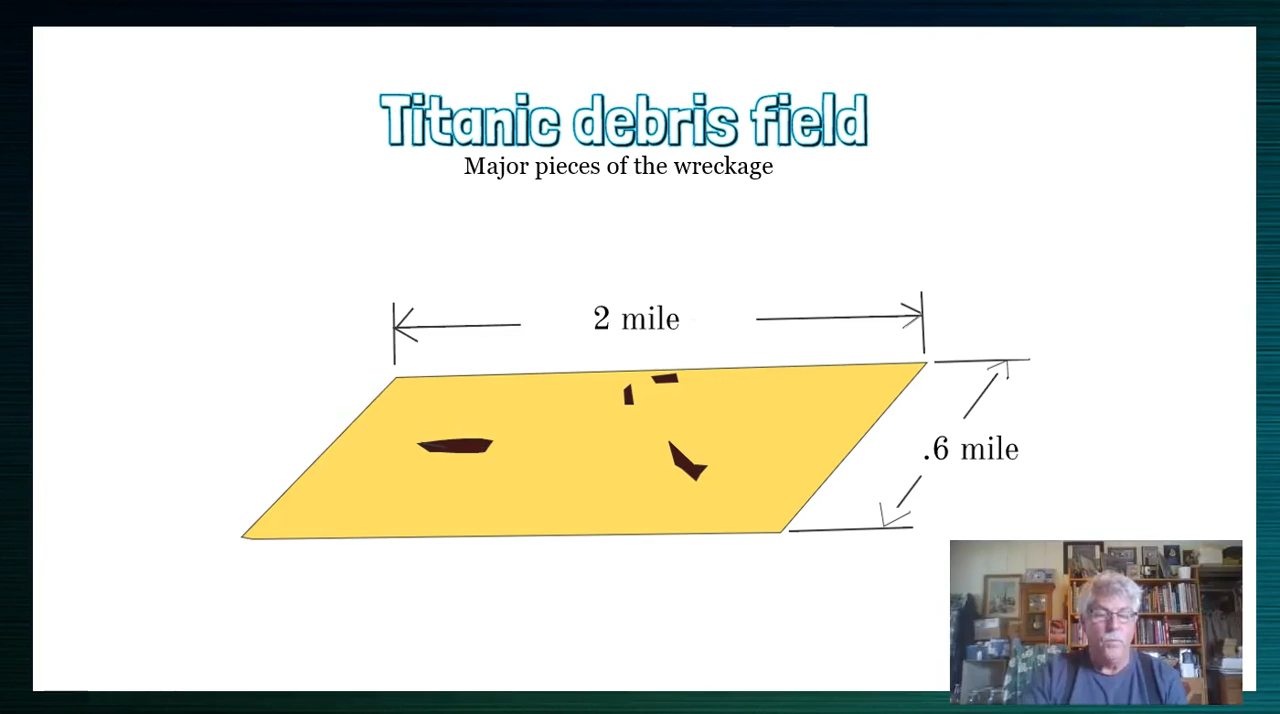 Titanic debris field
Major pieces of the wreckage
2 mile
.6 mile